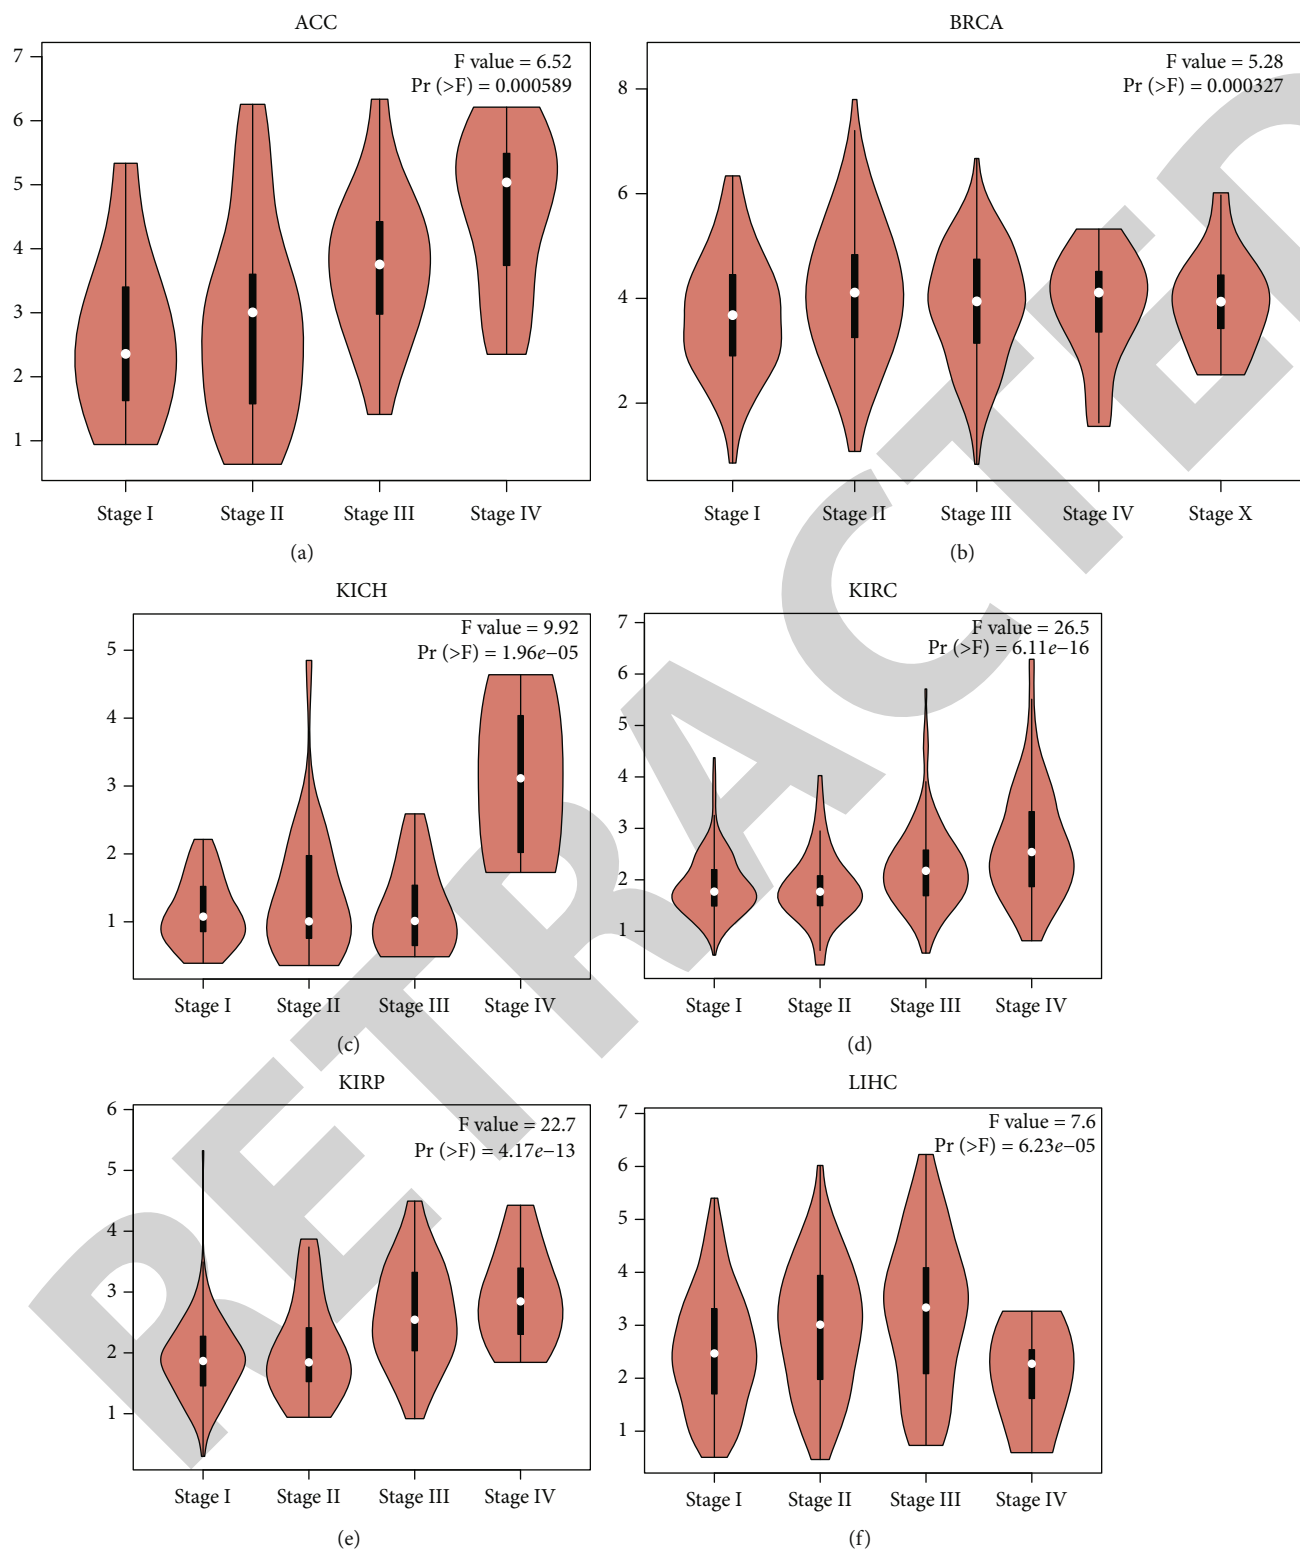 ACC
F value = 6.52
Pr (>F) = 0.000589
7
6
5
4
3
2
1
Stage I Stage II Stage III Stage IV
(a)
BRCA
F value = 5.28
Pr (>F) = 0.000327
8
6
4
2
Stage I Stage II Stage III Stage IV Stage X
(b)
KICH
F value = 9.92
Pr (>F) = 1.96e−05
5
4
3
2
1
Stage I Stage II Stage III Stage IV
(c)
KIRC
F value = 26.5
Pr (>F) = 6.11e−16
7
6
5
4
3
2
1
Stage I Stage II Stage III Stage IV
(d)
KIRP
F value = 22.7
Pr (>F) = 4.17e−13
6
5
4
3
2
1
Stage I Stage II Stage III Stage IV
(e)
LIHC
F value = 7.6
Pr (>F) = 6.23e−05
7
6
5
4
3
2
1
Stage I Stage II Stage III Stage IV
(f)
RETRACTED